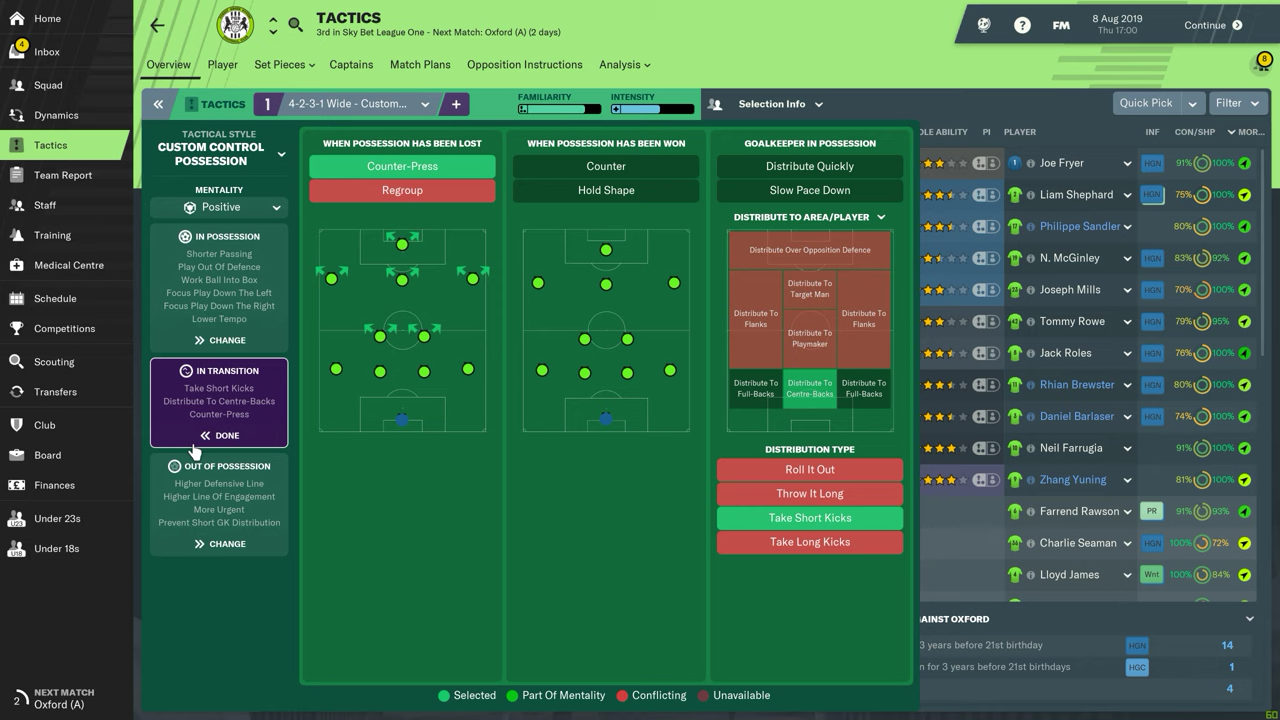 Home
4
Inbox
Squad
Dynamics
Tactics
Team Report
Staff
Training
Medical Centre
Schedule
Competitions
Scouting
Transfers
Club
Board
Finances
U23
Under 23s
U18
Under 18s
NEXT MATCH
Oxford (A)
TACTICS
3rd in Sky Bet League One - Next Match: Oxford (A) (2 days)
? FM
8 Aug 2019
Thu 17:00
Continue
8
Overview Player Set Pieces Captains Match Plans Opposition Instructions Analysis
TACTICS 1 4-2-3-1 Wide - Custom... +
FAMILIARITY INTENSITY
Selection Info
Quick Pick Filter
TACTICAL STYLE
CUSTOM CONTROL
POSSESSION
MENTALITY
Positive
IN POSSESSION
Shorter Passing
Play Out Of Defence
Work Ball Into Box
Focus Play Down The Left
Focus Play Down The Right
Lower Tempo
CHANGE
IN TRANSITION
Take Short Kicks
Distribute To Centre-Backs
Counter-Press
DONE
OUT OF POSSESSION
Higher Defensive Line
Higher Line Of Engagement
More Urgent
Prevent Short GK Distribution
CHANGE
WHEN POSSESSION HAS BEEN LOST
Counter-Press
Regroup
WHEN POSSESSION HAS BEEN WON
Counter
Hold Shape
GOALKEEPER IN POSSESSION
Distribute Quickly
Slow Pace Down
DISTRIBUTE TO AREA/PLAYER
Distribute Over Opposition Defence
Distribute To
Target Man
Distribute To
Flanks
Distribute To
Playmaker
Distribute To
Flanks
Distribute To
Full-Backs
Distribute To
Centre-Backs
Distribute To
Full-Backs
DISTRIBUTION TYPE
Roll It Out
Throw It Long
Take Short Kicks
Take Long Kicks
Selected Part Of Mentality Conflicting Unavailable
OLE ABILITY PI PLAYER INF CON/SHP MOR...
Joe Fryer HGN 91% 100%
Liam Shephard HGN 75% 100%
Philippe Sandler 80% 100%
N. McGinley HGN 83% 92%
Joseph Mills HGN 70% 100%
Tommy Rowe HGN 79% 95%
Jack Roles HGN 76% 100%
Rhian Brewster HGN 80% 100%
Daniel Barlaser HGN 74% 100%
Neil Farrugia 91% 100%
Zhang Yuning 81% 100%
Farrend Rawson PR 91% 93%
Charlie Seaman HGN 100% 72%
Lloyd James Wnt 100% 84%
AINST OXFORD
3 years before 21st birthday HGN 14
n for 3 years before 21st birthdays HGC 1
4
60